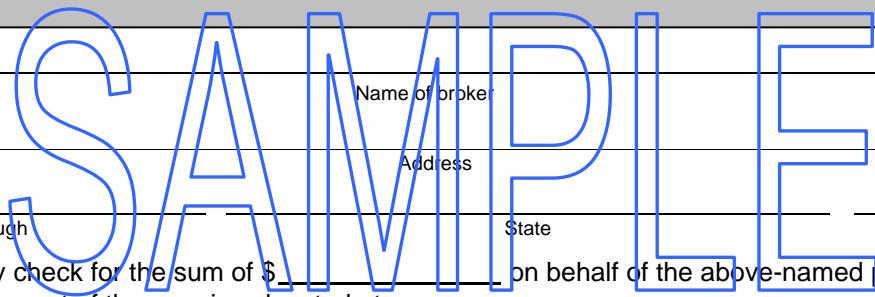 SAMPLE
Name of broker
Address
ugh State
y check for the sum of $ on behalf of the above-named p